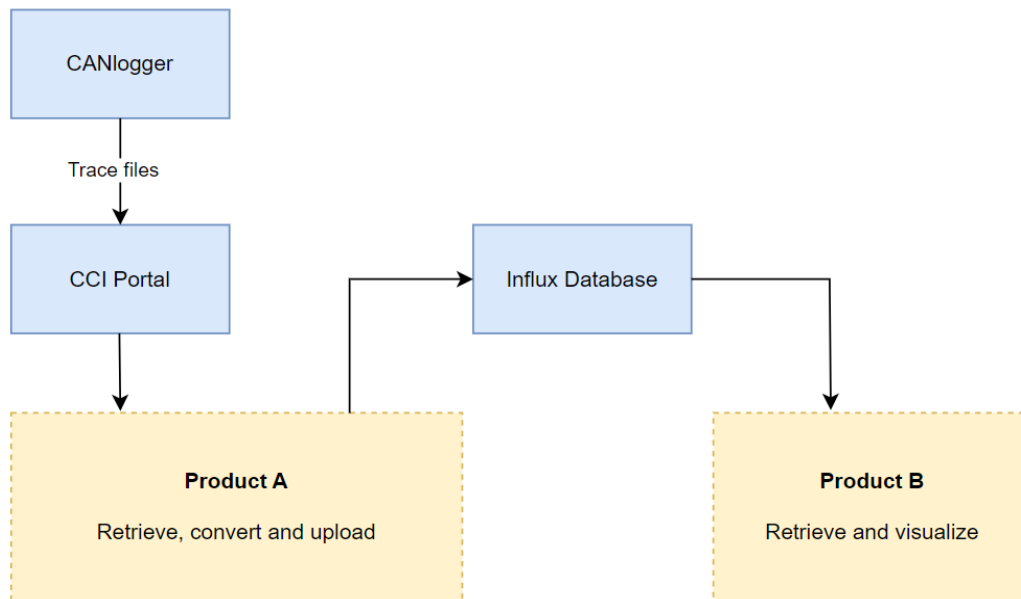 CANlogger
Trace files
CCI Portal
Influx Database
Product A
Retrieve, convert and upload
Product B
Retrieve and visualize